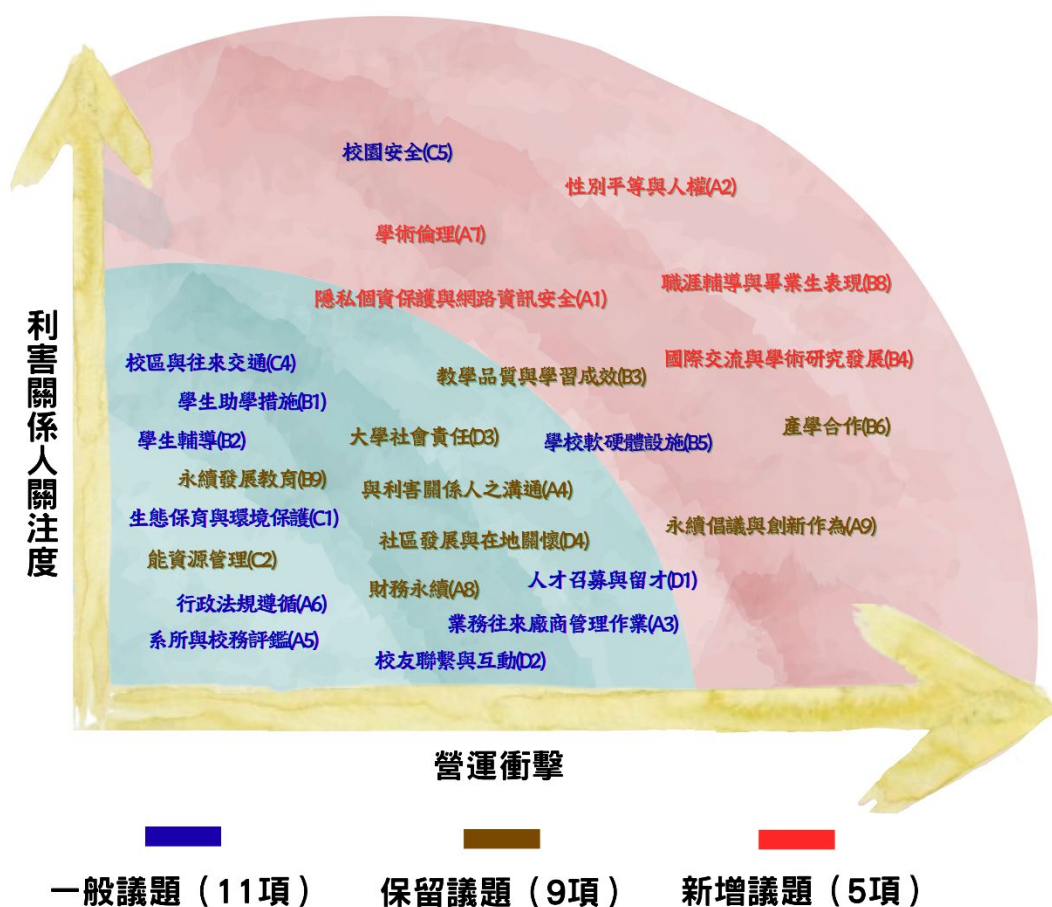 校園安全(C5)
性別平等與人權(A2)
學術倫理(A7)
職涯輔導與畢業生表現(B8)
隱私個資保護與網路資訊安全(A1)
國際交流與學術研究發展(B4)
校區與往來交通(C4)
教學品質與學習成效(B3)
學生助學措施(B1)
產學合作(B6)
學生輔導(B2)
大學社會責任(D3)
學校軟硬體設施(B5)
永續發展教育(B9)
與利害關係人之溝通(A4)
生態保育與環境保護(C1)
永續倡議與創新作為(A9)
社區發展與在地關懷(D4)
能資源管理(C2)
人才召募與留才(D1)
財務永續(A8)
行政法規遵循(A6)
業務往來廠商管理作業(A3)
系所與校務評鑑(A5)
校友聯繫與互動(D2)
利害關係人關注度
營運衝擊
一般議題（11項）
保留議題（9項）
新增議題（5項）